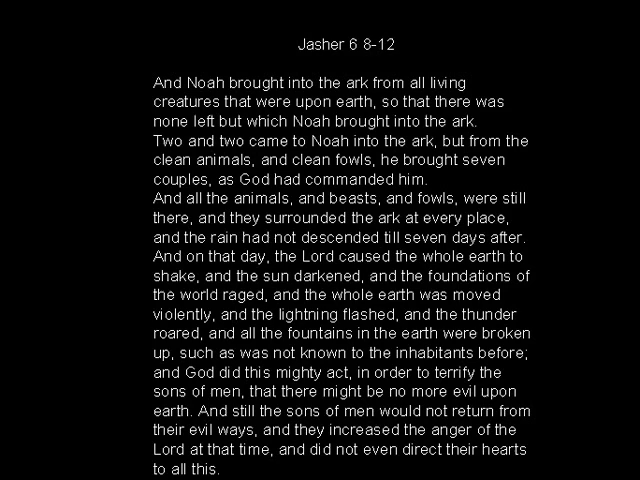 Jasher 6 8-12
And Noah brought into the ark from all living
creatures that were upon earth, so that there was
none left but which Noah brought into the ark.
Two and two came to Noah into the ark, but from the
clean animals, and clean fowls, he brought seven
couples, as God had commanded him.
And all the animals, and beasts, and fowls, were still
there, and they surrounded the ark at every place,
and the rain had not descended till seven days after.
And on that day, the Lord caused the whole earth to
shake, and the sun darkened, and the foundations of
the world raged, and the whole earth was moved
violently, and the lightning flashed, and the thunder
roared, and all the fountains in the earth were broken
up, such as was not known to the inhabitants before;
and God did this mighty act, in order to terrify the
sons of men, that there might be no more evil upon
earth. And still the sons of men would not return from
their evil ways, and they increased the anger of the
Lord at that time, and did not even direct their hearts
to all this.